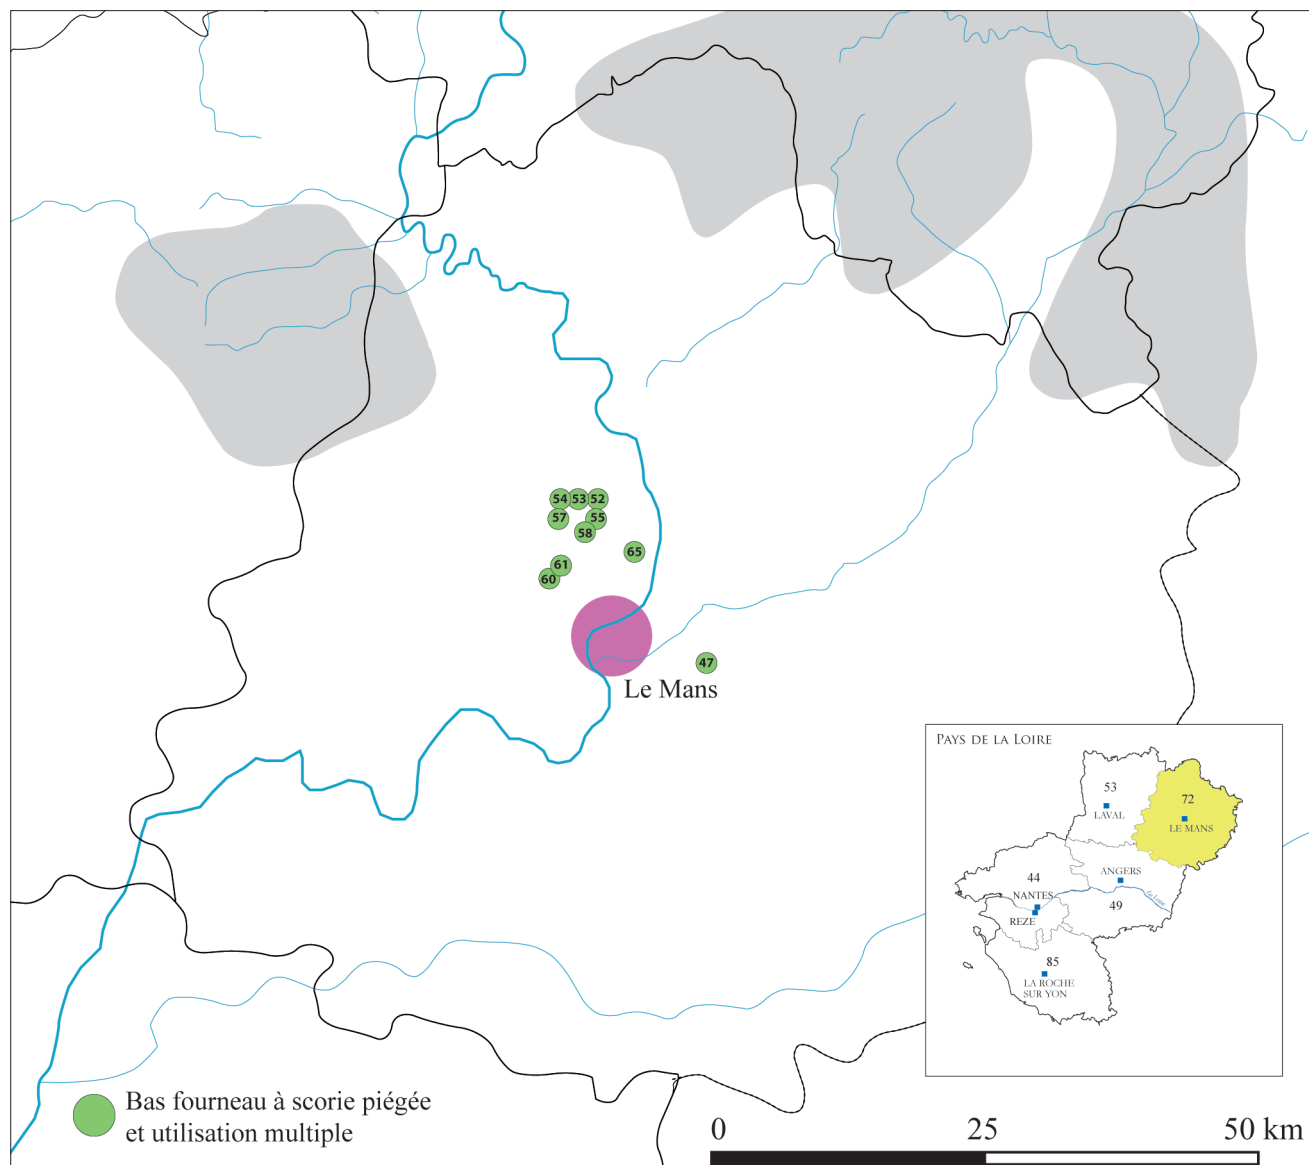 54 53 52
57 55
58
65
61
60
47
Le Mans
PAYS DE LA LOIRE
53
LAVAL
72
LE MANS
ANGERS
44
NANTES
REZE
La Loire
49
85
LA ROCHE
SUR YON
Bas fourneau à scorie piégée
et utilisation multiple
0 25 50 km